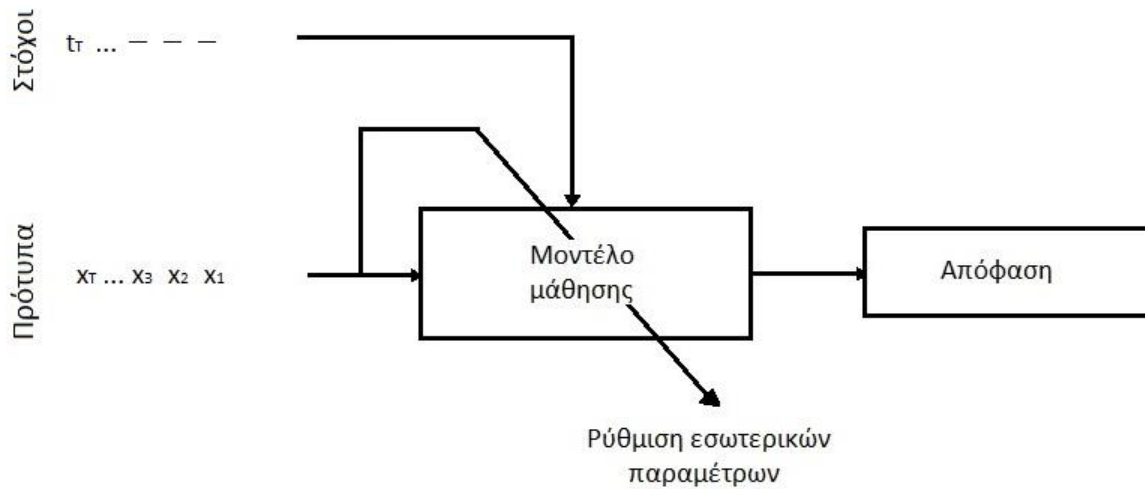 Στόχοι
tT ... — — —
Πρότυπα
xT ... x3 x2 x1
Μοντέλο
μάθησης
Απόφαση
Ρύθμιση εσωτερικών
παραμέτρων